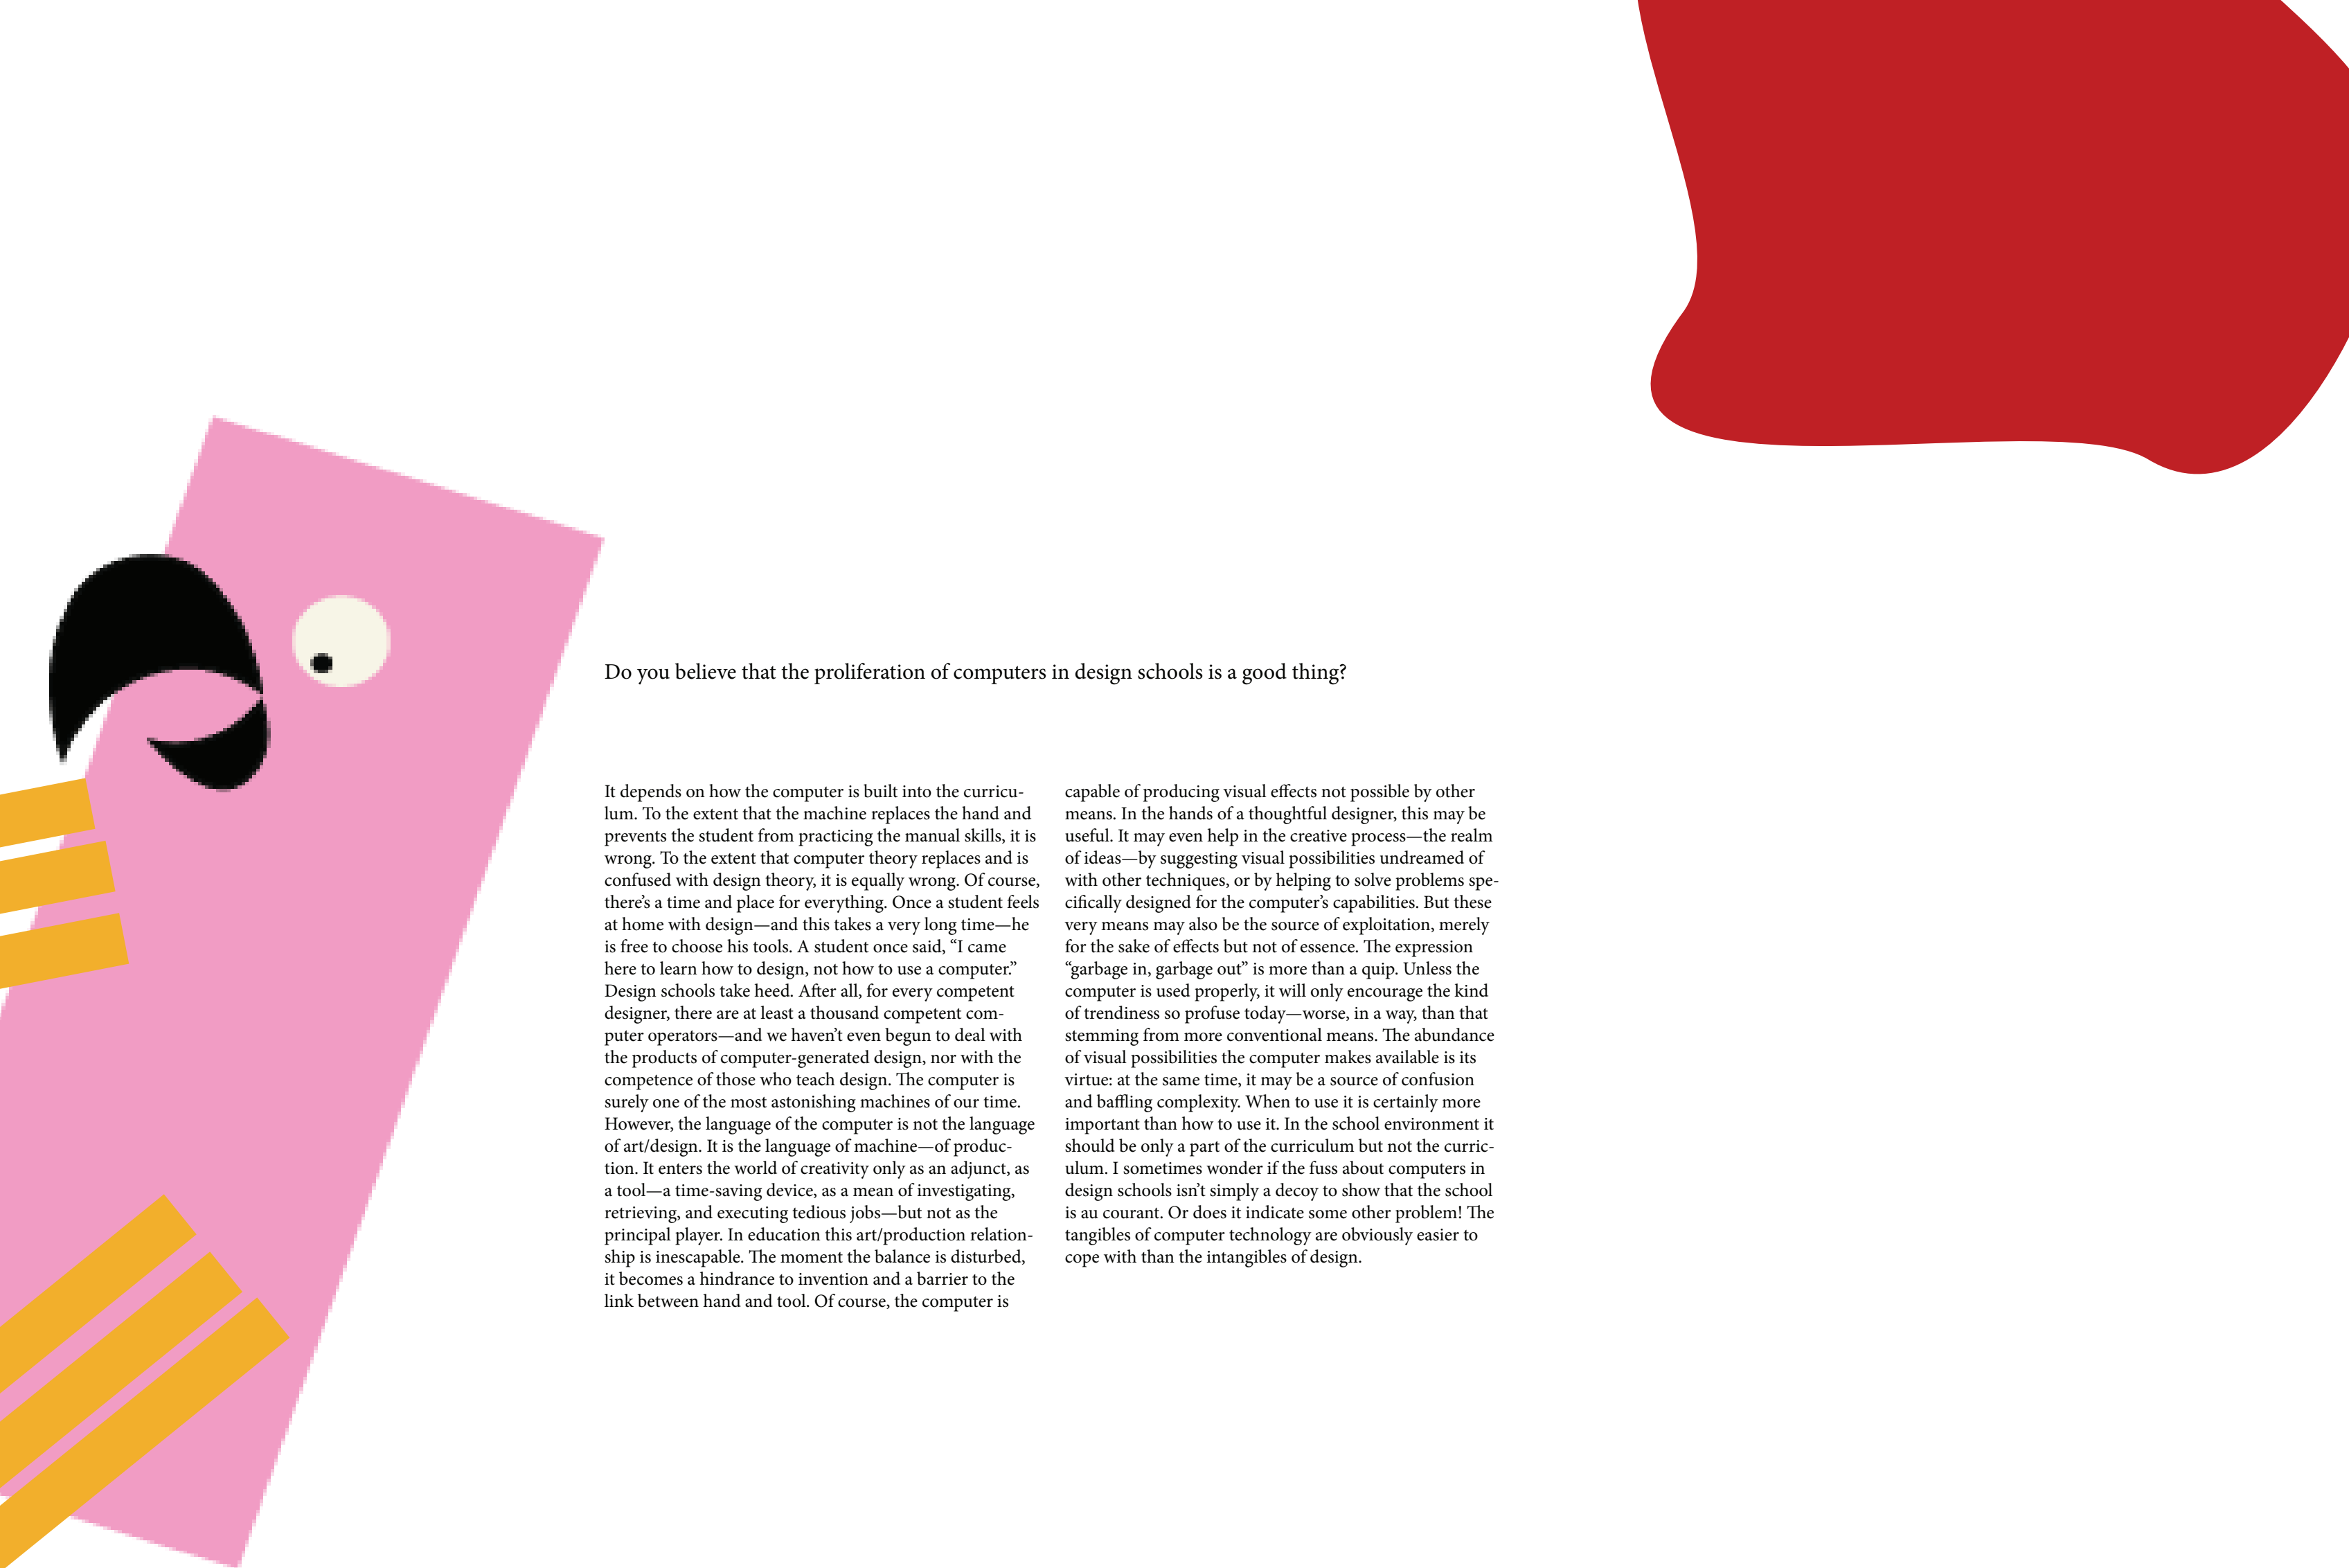 Do you believe that the proliferation of computers in design schools is a good thing?
It depends on how the computer is built into the curricu-
lum. To the extent that the machine replaces the hand and
prevents the student from practicing the manual skills, it is
wrong. To the extent that computer theory replaces and is
confused with design theory, it is equally wrong. Of course,
there’s a time and place for everything. Once a student feels
at home with design—and this takes a very long time—he
is free to choose his tools. A student once said, “I came
here to learn how to design, not how to use a computer.”
Design schools take heed. After all, for every competent
designer, there are at least a thousand competent com-
puter operators—and we haven’t even begun to deal with
the products of computer-generated design, nor with the
competence of those who teach design. The computer is
surely one of the most astonishing machines of our time.
However, the language of the computer is not the language
of art/design. It is the language of machine—of produc-
tion. It enters the world of creativity only as an adjunct, as
a tool—a time-saving device, as a mean of investigating,
retrieving, and executing tedious jobs—but not as the
principal player. In education this art/production relation-
ship is inescapable. The moment the balance is disturbed,
it becomes a hindrance to invention and a barrier to the
link between hand and tool. Of course, the computer is
capable of producing visual effects not possible by other
means. In the hands of a thoughtful designer, this may be
useful. It may even help in the creative process—the realm
of ideas—by suggesting visual possibilities undreamed of
with other techniques, or by helping to solve problems spe-
cifically designed for the computer’s capabilities. But these
very means may also be the source of exploitation, merely
for the sake of effects but not of essence. The expression
“garbage in, garbage out” is more than a quip. Unless the
computer is used properly, it will only encourage the kind
of trendiness so profuse today—worse, in a way, than that
stemming from more conventional means. The abundance
of visual possibilities the computer makes available is its
virtue: at the same time, it may be a source of confusion
and baffling complexity. When to use it is certainly more
important than how to use it. In the school environment it
should be only a part of the curriculum but not the curric-
ulum. I sometimes wonder if the fuss about computers in
design schools isn’t simply a decoy to show that the school
is au courant. Or does it indicate some other problem! The
tangibles of computer technology are obviously easier to
cope with than the intangibles of design.